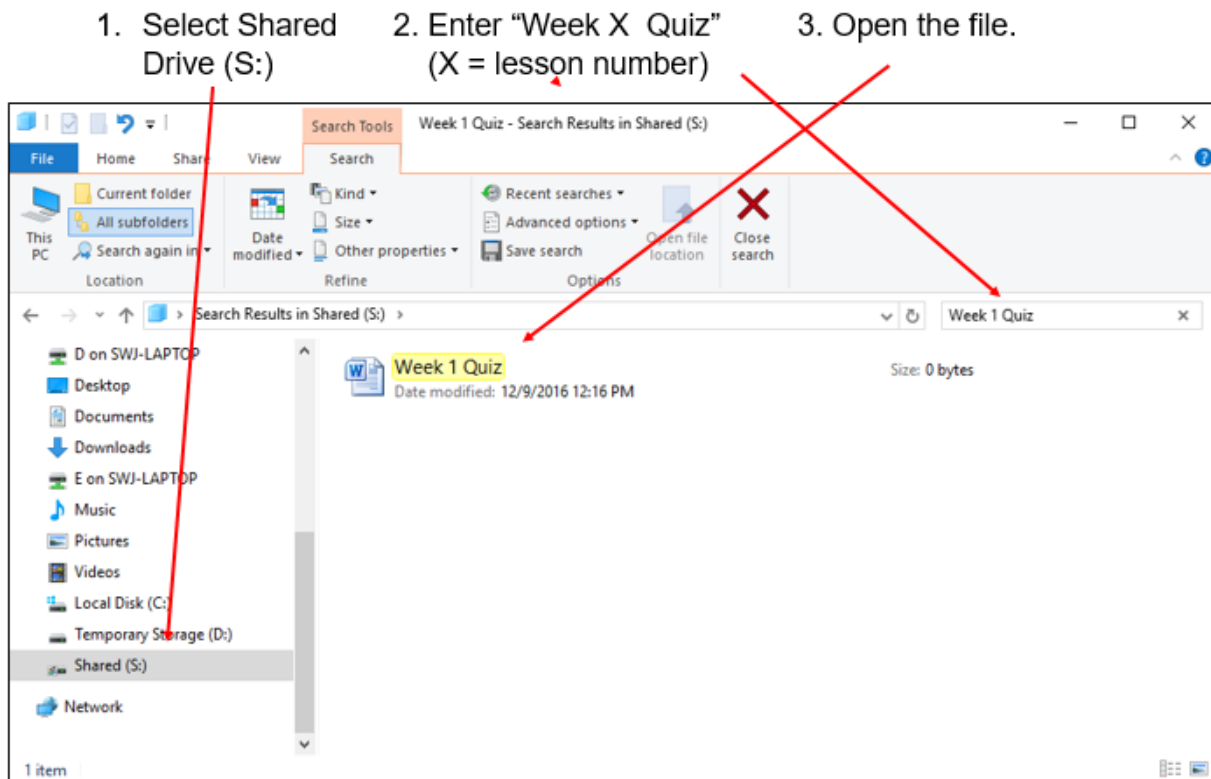 1. Select Shared
Drive (S:)
2. Enter “Week X  Quiz”
(X = lesson number)
3. Open the file.
Search Tools
Week 1 Quiz - Search Results in Shared (S:)
File
Home
Share
View
Search
This
PC
Current folder
All subfolders
Search again in
Location
Date
modified
Kind
Size
Other properties
Refine
Recent searches
Advanced options
Save search
Open file
location
Options
Close
search
Search Results in Shared (S:)
Week 1 Quiz
D on SWJ-LAPTOP
Desktop
Documents
Downloads
E on SWJ-LAPTOP
Music
Pictures
Videos
Local Disk (C:)
Temporary Storage (D:)
Shared (S:)
Network
Week 1 Quiz
Date modified: 12/9/2016 12:16 PM
Size: 0 bytes
1 item